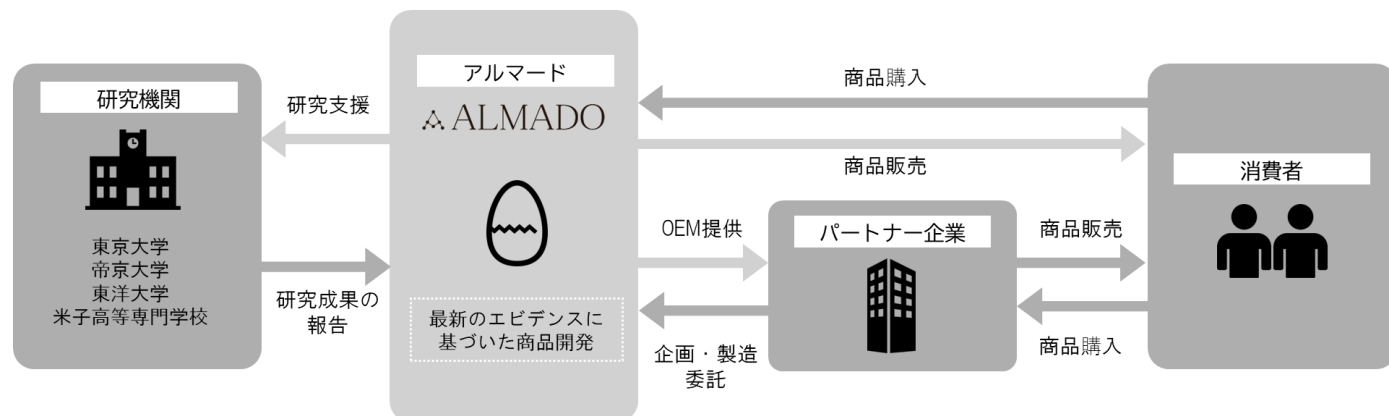 研究機関
東京大学
帝京大学
東洋大学
米子高等専門学校
研究支援
研究成果の
報告
アルマード
ALMADO
最新のエビデンスに
基づいた商品開発
商品購入
商品販売
OEM提供
企画・製造
委託
パートナー企業
商品販売
商品購入
消費者